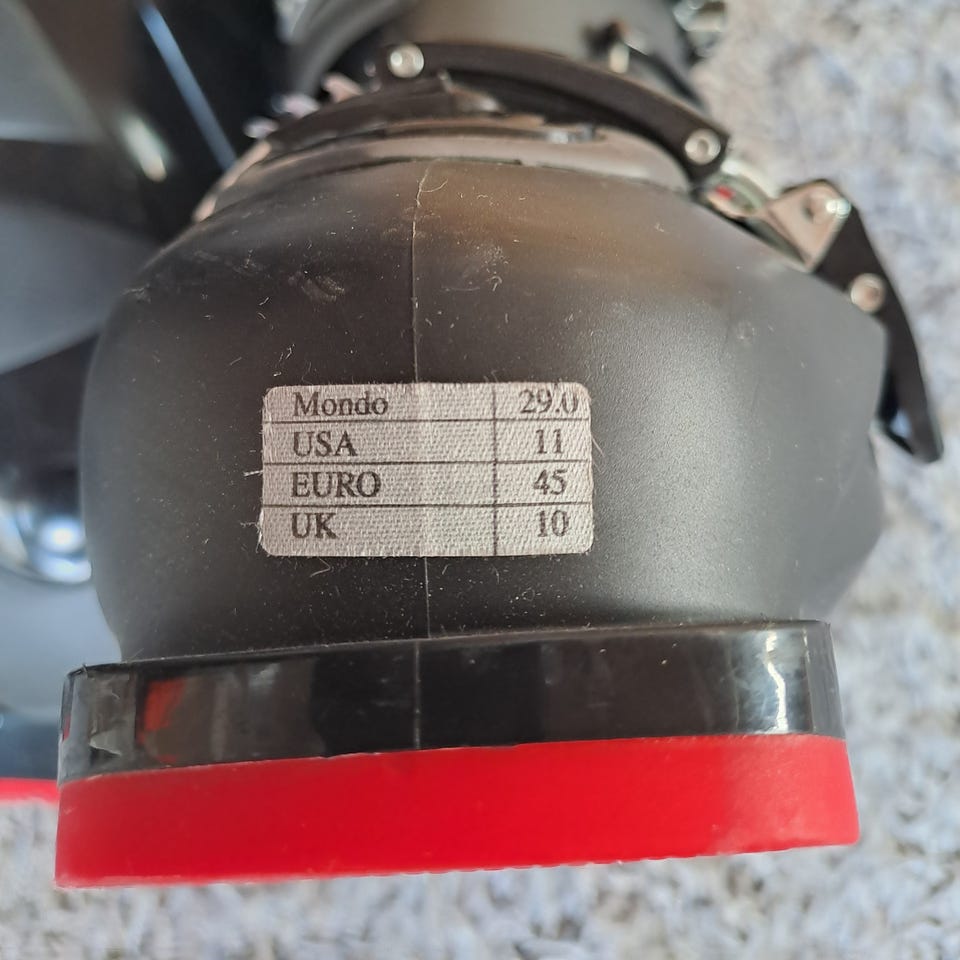 Mondo 29.0
USA 11
EURO 45
UK 10